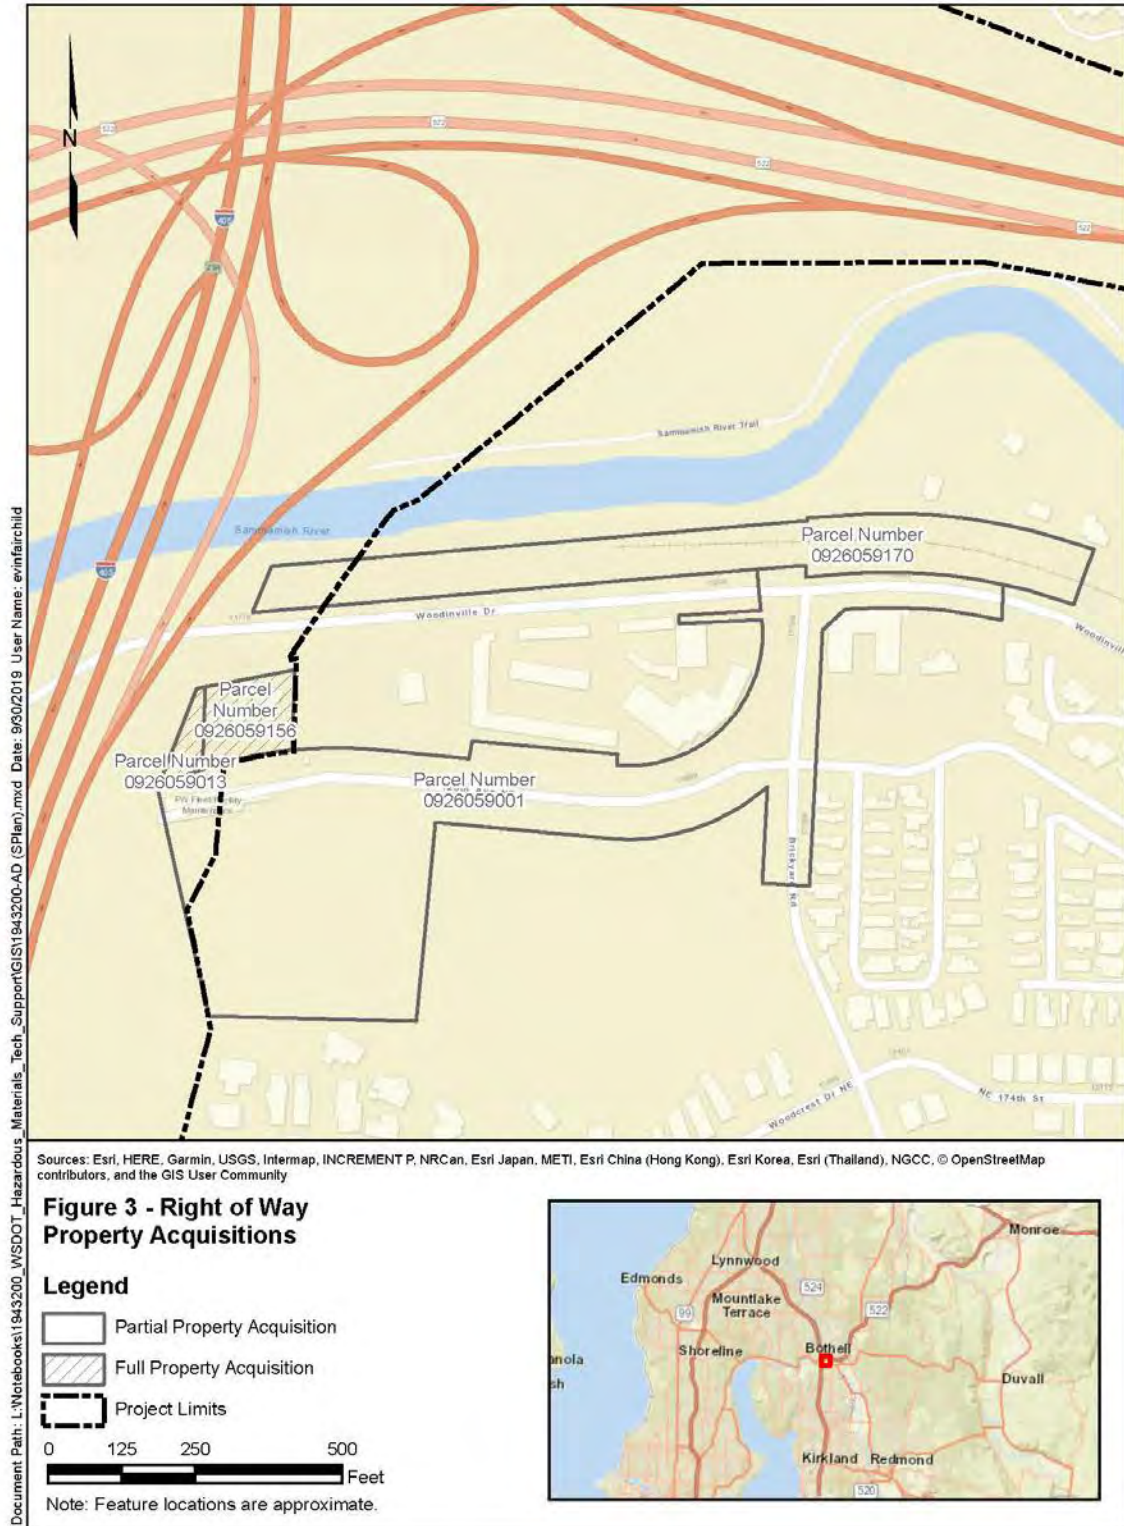 N
522
522
522
522
405
238
Sammamish River Trail
Sammamish River
405
Parcel Number
0926059170
Woodinville Dr
Woodinvill
Parcel
Number
0926059156
Parcel Number
0926059013
Parcel Number
0926059001
Brickyard Rd
Woodcrest Dr NE
NE 174th St
Document Path: L:\Notebooks\1943200_WSDOT_Hazardous_Materials_Tech_Support\GIS\1943200-AD (SPlan).mxd Date: 9/30/2019 User Name: evinfairchild
Sources: Esri, HERE, Garmin, USGS, Intermap, INCREMENT P, NRCan, Esri Japan, METI, Esri China (Hong Kong), Esri Korea, Esri (Thailand), NGCC, © OpenStreetMap
contributors, and the GIS User Community
Figure 3 - Right of Way
Property Acquisitions
Legend
Partial Property Acquisition
Full Property Acquisition
Project Limits
0 125 250 500
Feet
Note: Feature locations are approximate.
Monroe
Lynnwood
Edmonds
524
Mountlake
Terrace
522
99
Shoreline
Bothell
anola
sh
Duvall
Kirkland
Redmond
520